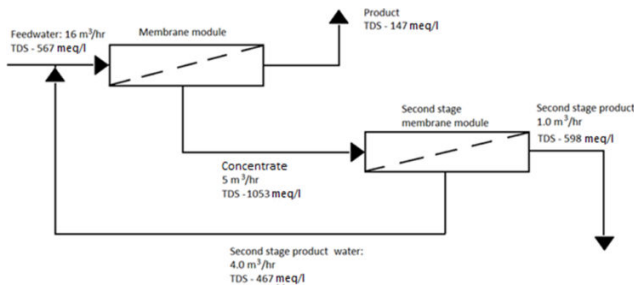 Feedwater: 16 m³/hr
TDS - 567 meq/l
Membrane module
Product
TDS - 147 meq/l
Concentrate
5 m³/hr
TDS - 1053 meq/l
Second stage
membrane module
Second stage product
1.0 m³/hr
TDS - 598 meq/l
Second stage product water:
4.0 m³/hr
TDS - 467 meq/l